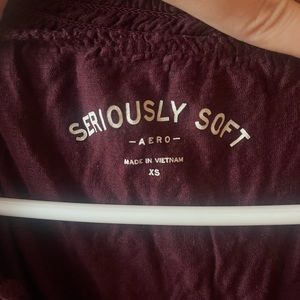 SERIOUSLY SOFT
—AERO—
MADE IN VIETNAM
XS